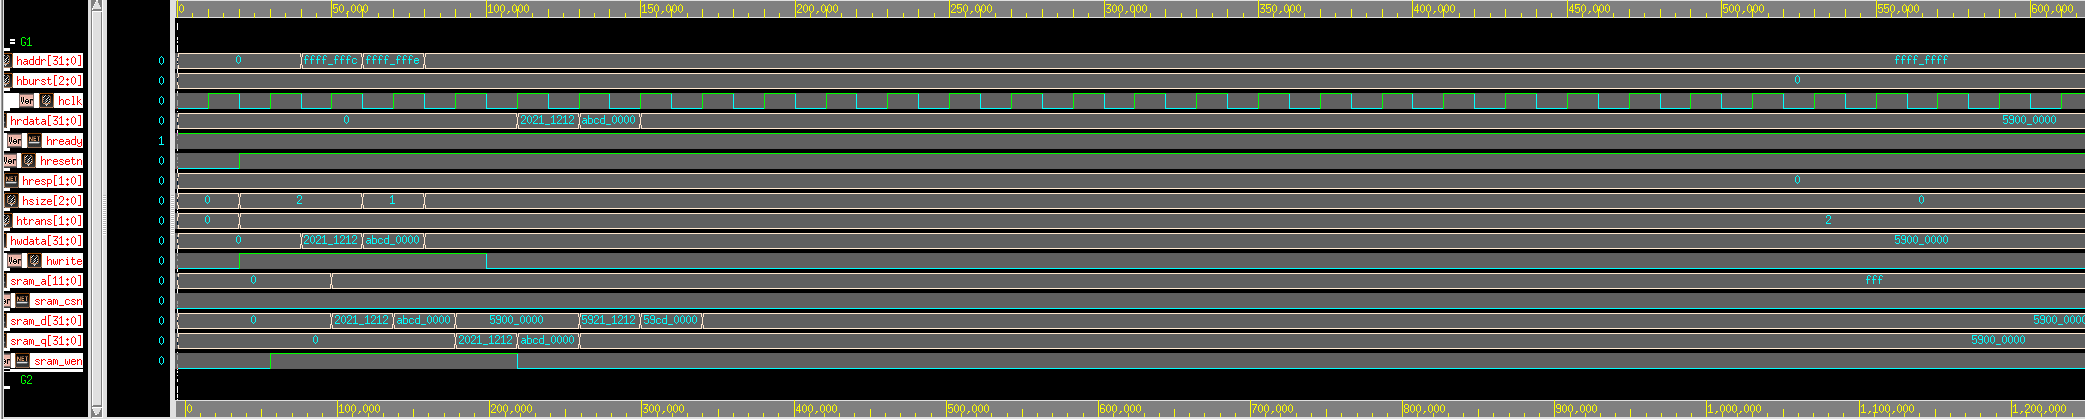 0 50,000 100,000 150,000 200,000 250,000 300,000 350,000 400,000 450,000 500,000 550,000 600,000
= G1
haddr[31:0] 0 0 ffff_fffc ffff_fffe ffff_ffff
hburst[2:0] 0 0
Ver hclk 0
hrdata[31:0] 0 0 2021_1212 abcd_0000 5900_0000
Ver NET hready 1
Ver hresetn 0
NET hresp[1:0] 0 0
hsize[2:0] 0 0 2 1 0
htrans[1:0] 0 0 2
hwdata[31:0] 0 0 2021_1212 abcd_0000 5900_0000
Ver hwrite 0
sram_a[11:0] 0 0 fff
er NET sram_csn 0
sram_d[31:0] 0 0 2021_1212 abcd_0000 5900_0000 5921_1212 59cd_0000 5900_0000
sram_q[31:0] 0 0 2021_1212 abcd_0000 5900_0000
er NET sram_wen 0
G2
0 100,000 200,000 300,000 400,000 500,000 600,000 700,000 800,000 900,000 1,000,000 1,100,000 1,200,000